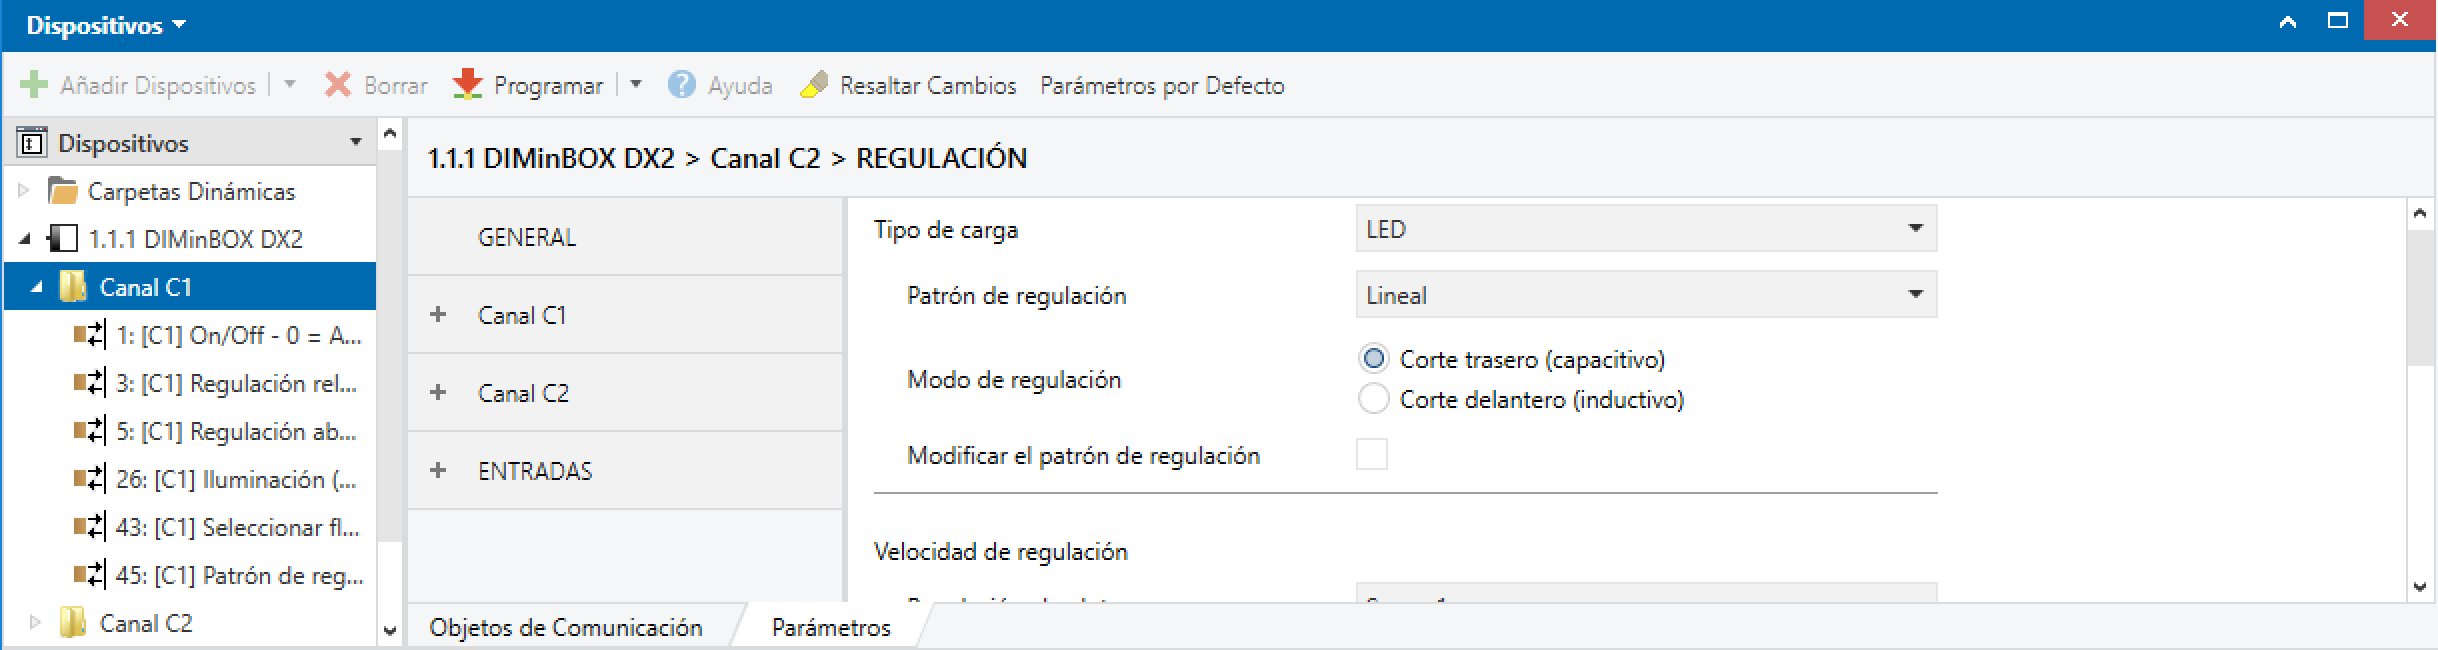 Dispositivos
Añadir Dispositivos
Borrar
Programar
Ayuda
Resaltar Cambios
Parámetros por Defecto
Dispositivos
Carpetas Dinámicas
1.1.1 DIMinBOX DX2
Canal C1
1: [C1] On/Off - 0 = A...
3: [C1] Regulación rel...
5: [C1] Regulación ab...
26: [C1] Iluminación (...
43: [C1] Seleccionar fl...
45: [C1] Patrón de reg...
Canal C2
1.1.1 DIMinBOX DX2 > Canal C2 > REGULACIÓN
GENERAL
+ Canal C1
+ Canal C2
+ ENTRADAS
Tipo de carga
LED
Patrón de regulación
Lineal
Modo de regulación
Corte trasero (capacitivo)
Corte delantero (inductivo)
Modificar el patrón de regulación
Velocidad de regulación
Objetos de Comunicación
Parámetros